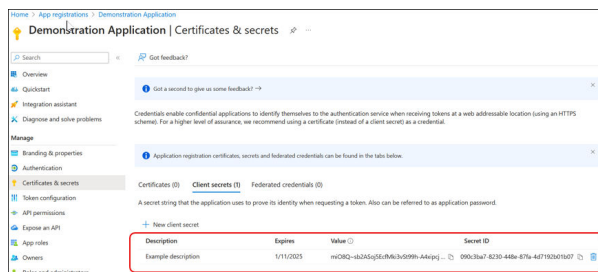 Home > App registrations > Demonstration Application
Demonstration Application | Certificates & secrets
Search
Got feedback?
Overview
Quickstart
Integration assistant
Diagnose and solve problems
Manage
Branding & properties
Authentication
Certificates & secrets
Token configuration
API permissions
Expose an API
App roles
Owners
Got a second to give us some feedback? →
Credentials enable confidential applications to identify themselves to the authentication service when receiving tokens at a web addressable location (using an HTTPS
scheme). For a higher level of assurance, we recommend using a certificate (instead of a client secret) as a credential.
Application registration certificates, secrets and federated credentials can be found in the tabs below.
Certificates (0) Client secrets (1) Federated credentials (0)
A secret string that the application uses to prove its identity when requesting a token. Also can be referred to as application password.
+ New client secret
Description Expires Value Secret ID
Example description 1/11/2025 090c3ba7-8230-448e-87fa-4d7192b01b07